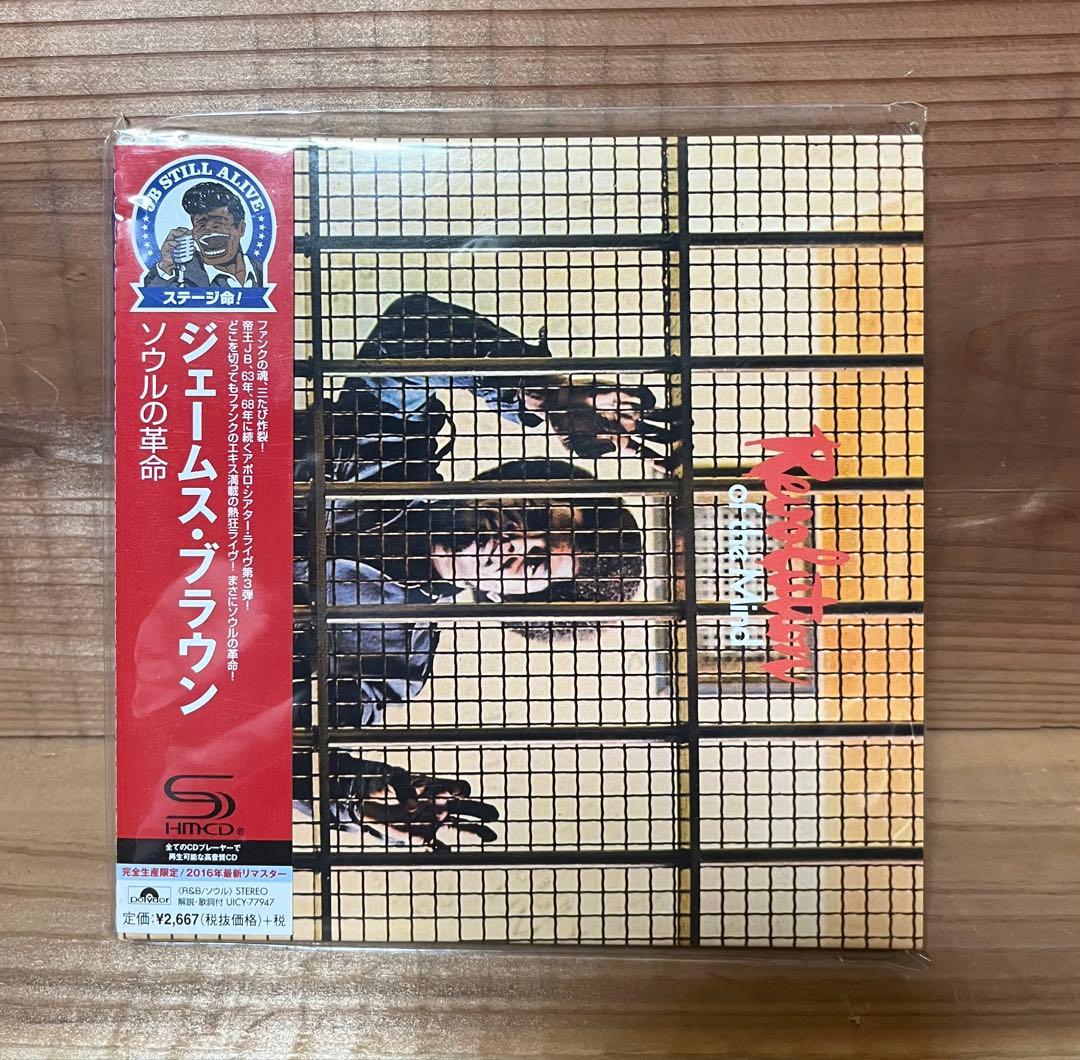 JB STILL ALIVE
ステージ命!
ファンクの魂、三たび炸裂!
帝王JB、63年、68年に続くアポロ・シアター・ライヴ第3弾!
どこを切ってもファンクのエキス満載の熱狂ライヴ! まさにソウルの革命!
ジェームス・ブラウン
ソウルの革命
HM-CD®
全てのCDプレーヤーで
再生可能な高音質CD
完全生産限定/2016年最新リマスター
polydor
〈R&B/ソウル〉 STEREO
解説・歌詞付 UICY-77947
定価:¥2,667(税抜価格)+税
Revolution
of the Mind